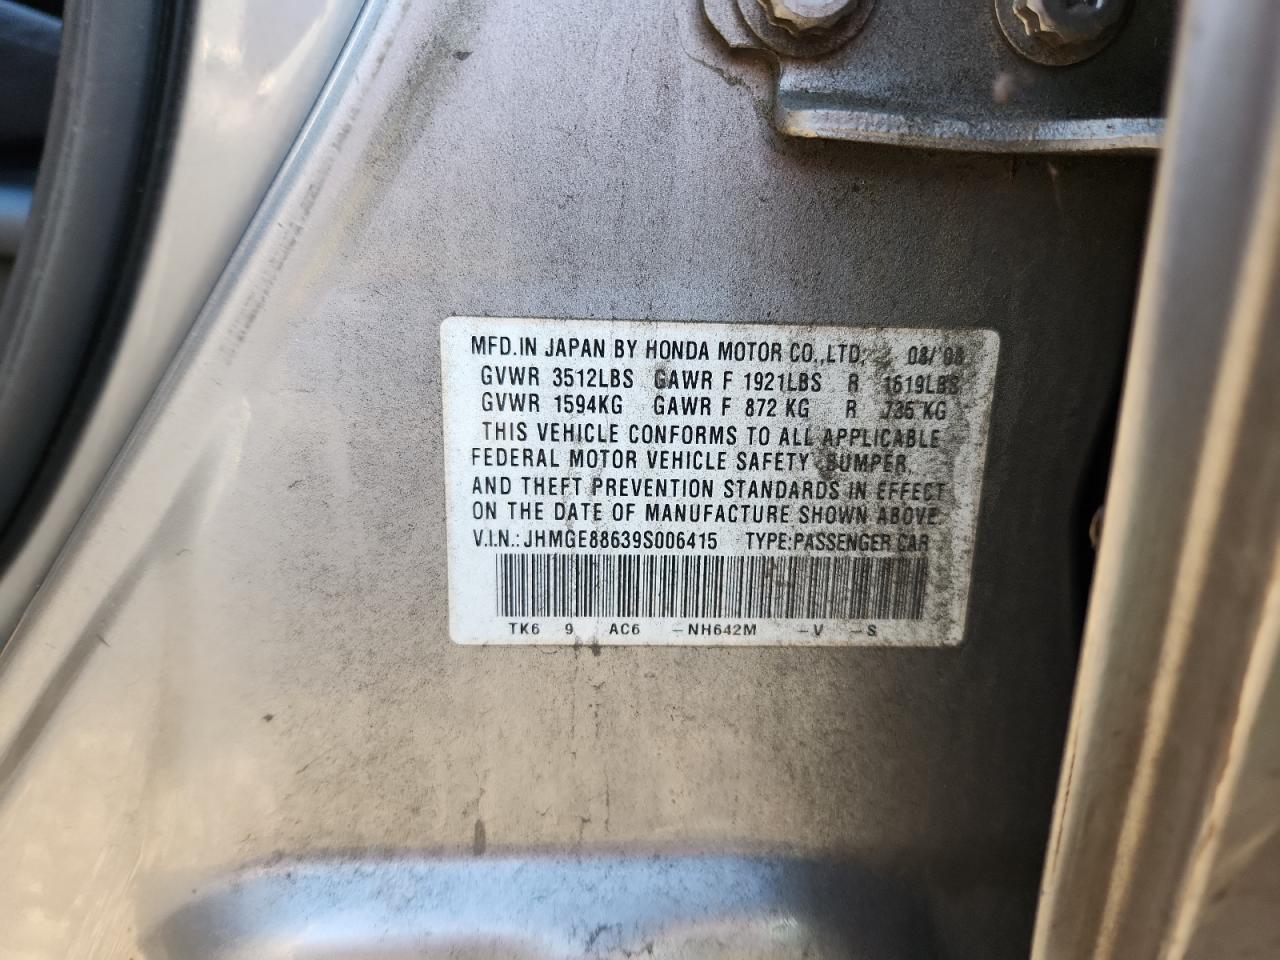 MFD.IN JAPAN BY HONDA MOTOR CO.,LTD. 08/'08
GVWR 3512LBS GAWR F 1921LBS R 1619LBS
GVWR 1594KG GAWR F 872 KG R 735 KG
THIS VEHICLE CONFORMS TO ALL APPLICABLE
FEDERAL MOTOR VEHICLE SAFETY BUMPER,
AND THEFT PREVENTION STANDARDS IN EFFECT
ON THE DATE OF MANUFACTURE SHOWN ABOVE.
V.I.N.: JHMGE88639S006415 TYPE:PASSENGER CAR
TK6 9 AC6 -NH642M -V -S